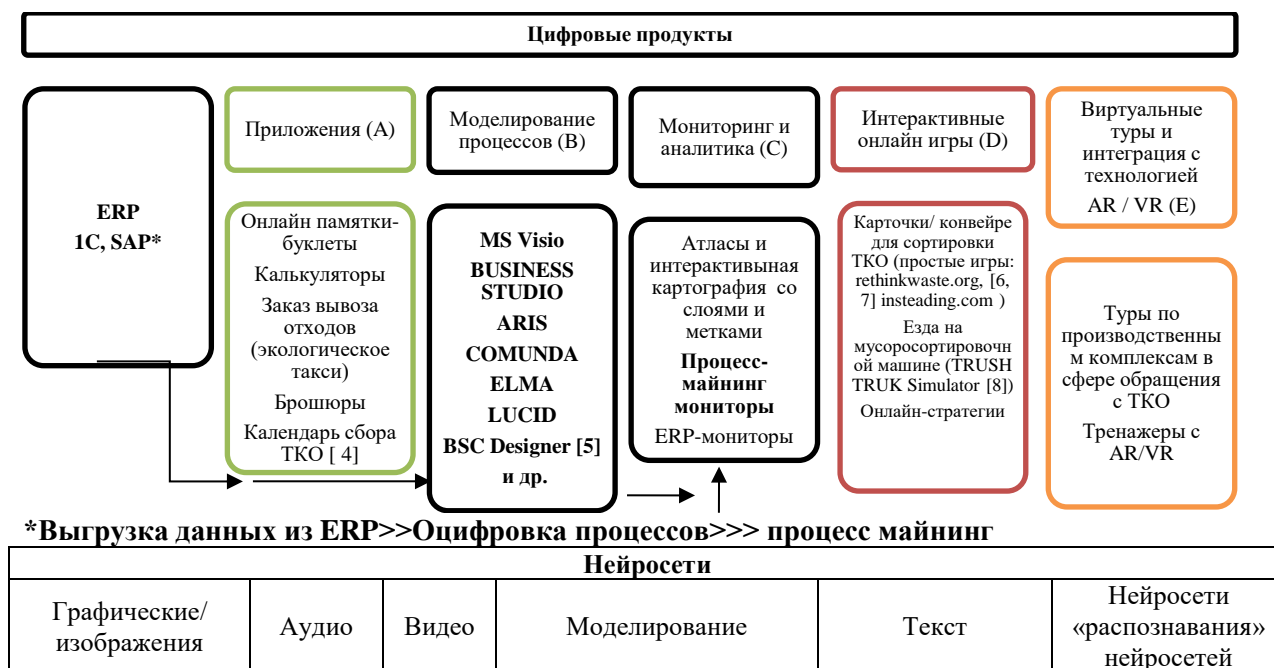 Цифровые продукты
ERP
1С, SAP*
Приложения (A)
Онлайн памятки-
буклеты
Калькуляторы
Заказ вывоза
отходов
(экологическое
такси)
Брошюры
Календарь сбора
ТКО [ 4]
Моделирование
процессов (B)
MS Visio
BUSINESS
STUDIO
ARIS
COMUNDA
ELMA
LUCID
BSC Designer [5]
и др.
Мониторинг и
аналитика (C)
Атласы и
интерактивыная
картография со
слоями и
метками
Процесс-
майнинг
мониторы
ERP-мониторы
Интерактивные
онлайн игры (D)
Карточки/ конвейре
для сортировки
ТКО (простые игры:
rethinkwaste.org, [6,
7] insteading.com )
Езда на
мусоросортировочн
ой машине (TRUSH
TRUK Simulator [8])
Онлайн-стратегии
Виртуальные
туры и
интеграция с
технологией
AR / VR (E)
Туры по
производственны
м комплексам в
сфере обращения
с ТКО
Тренажеры с
AR/VR
*Выгрузка данных из ERP>>Оцифровка процессов>>> процесс майнинг
Нейросети
Графические/
изображения
Аудио
Видео
Моделирование
Текст
Нейросети
«распознавания»
нейросетей